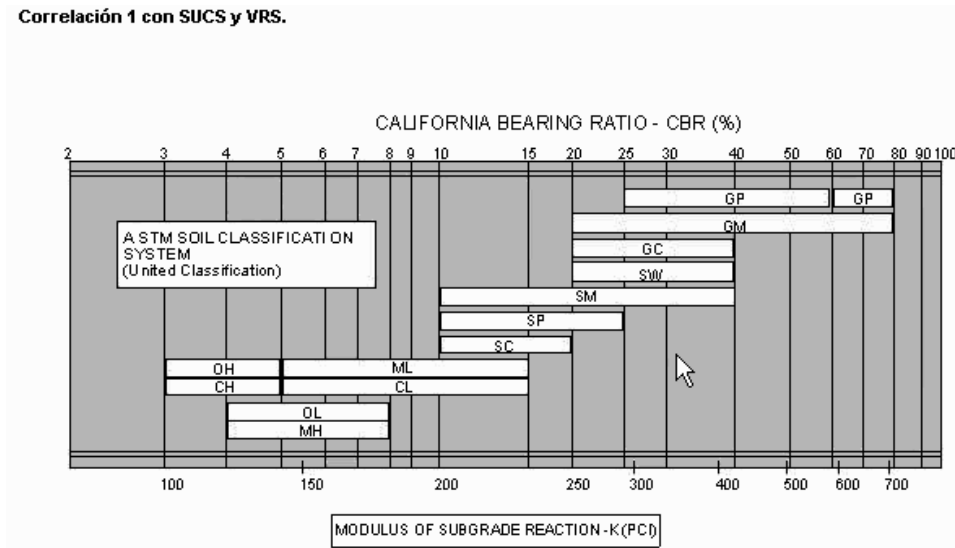 Correlación 1 con SUCS y VRS.
CALIFORNIA BEARING RATIO - CBR (%)
2 3 4 5 6 7 8 9 10 15 20 25 30 40 50 60 70 80 90 100
GP GP
GM
A STM SOIL CLASSIFICATI ON
SYSTEM
(United Classification)
GC
SW
SM
SP
SC
OH ML
CH CL
OL
MH
100 150 200 250 300 400 500 600 700
MODULUS OF SUBGRADE REACTION -K (PCI)